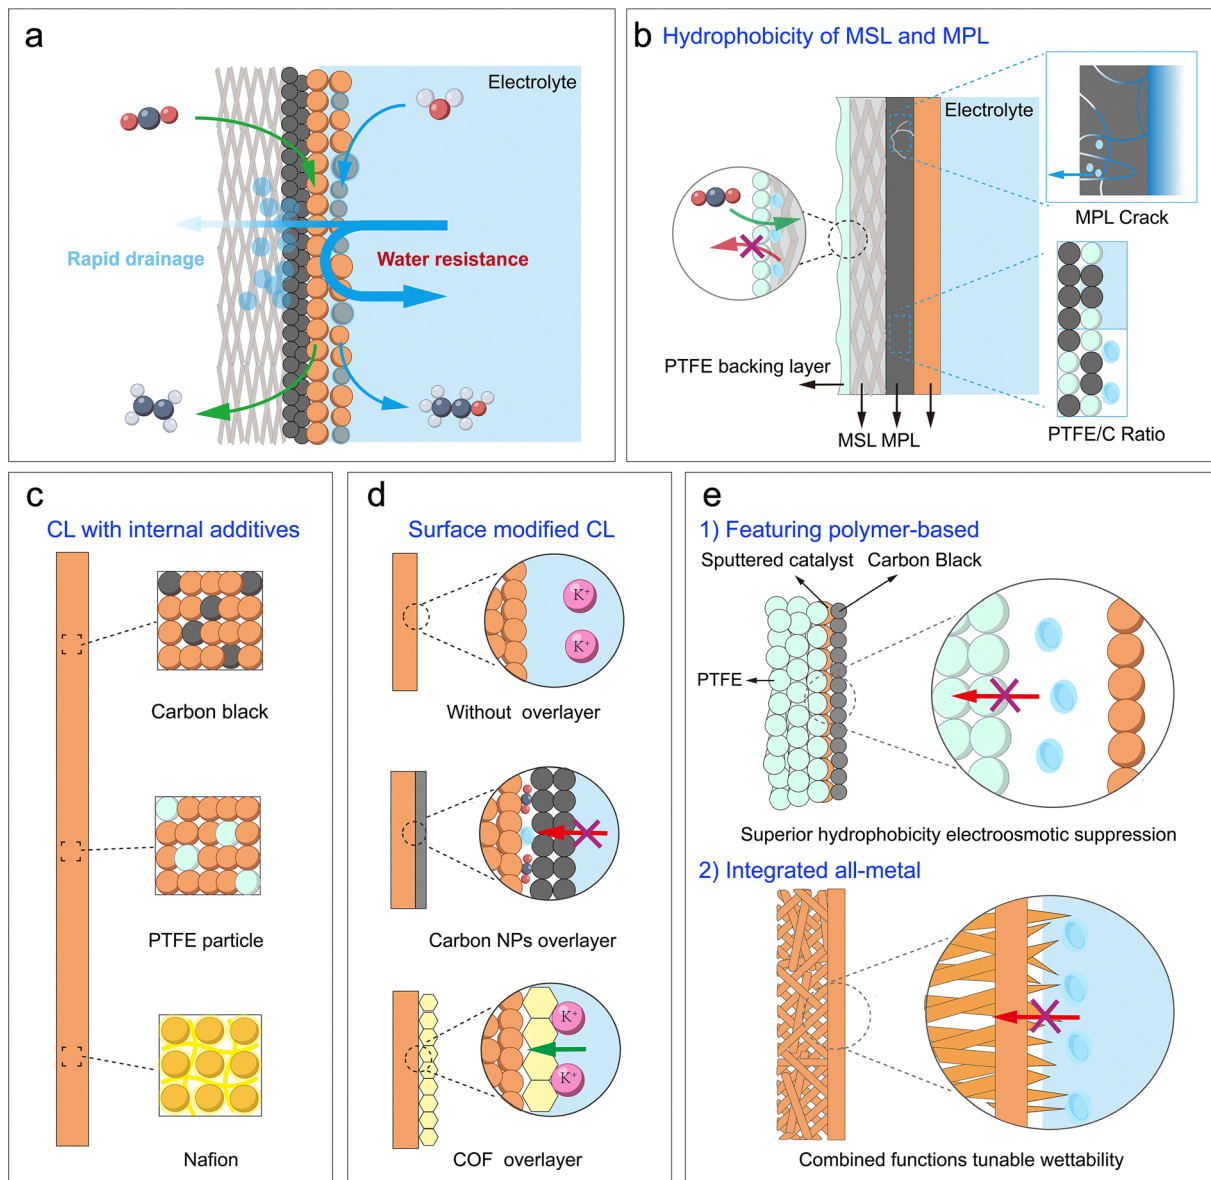 a
Electrolyte
Rapid drainage
Water resistance
b
Hydrophobicity of MSL and MPL
Electrolyte
MPL Crack
PTFE backing layer
MSL MPL
PTFE/C Ratio
c
CL with internal additives
Carbon black
PTFE particle
Nafion
d
Surface modified CL
K⁺
K⁺
Without overlayer
Carbon NPs overlayer
K⁺
K⁺
COF overlayer
e
1) Featuring polymer-based
Sputtered catalyst
Carbon Black
PTFE
Superior hydrophobicity electroosmotic suppression
2) Integrated all-metal
Combined functions tunable wettability